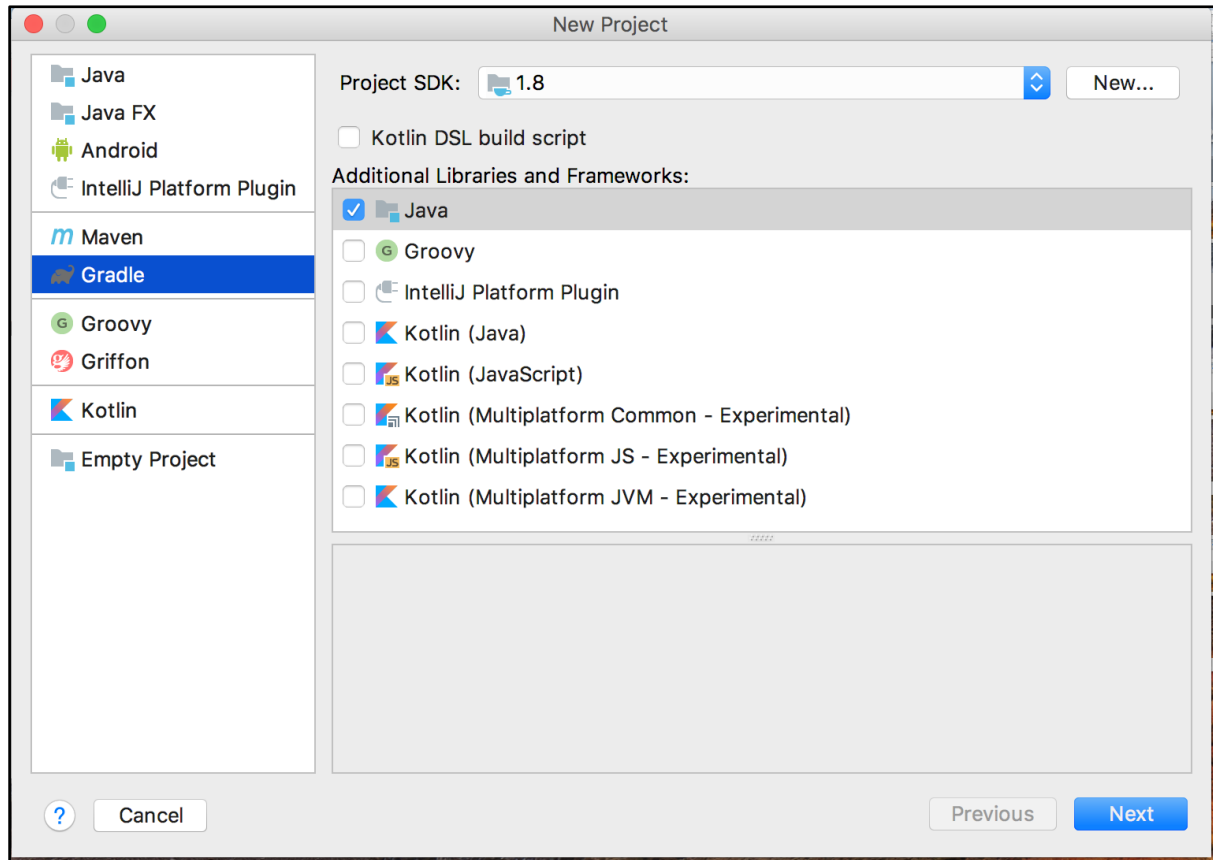 New Project
Java
Java FX
Android
IntelliJ Platform Plugin
Maven
Gradle
Groovy
Griffon
Kotlin
Empty Project
Project SDK: 1.8 New...
Kotlin DSL build script
Additional Libraries and Frameworks:
Java
Groovy
IntelliJ Platform Plugin
Kotlin (Java)
Kotlin (JavaScript)
Kotlin (Multiplatform Common - Experimental)
Kotlin (Multiplatform JS - Experimental)
Kotlin (Multiplatform JVM - Experimental)
? Cancel Previous Next